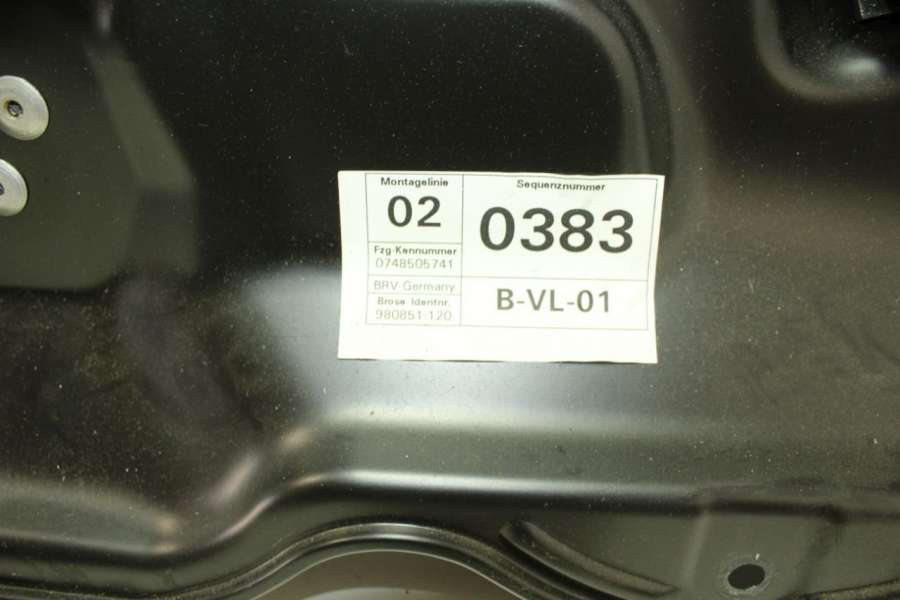 Montagelinie
02
Fzg-Kennummer
0748505741
BRV-Germany
Brose Identnr.
980851-120
Sequenznummer
0383
B-VL-01